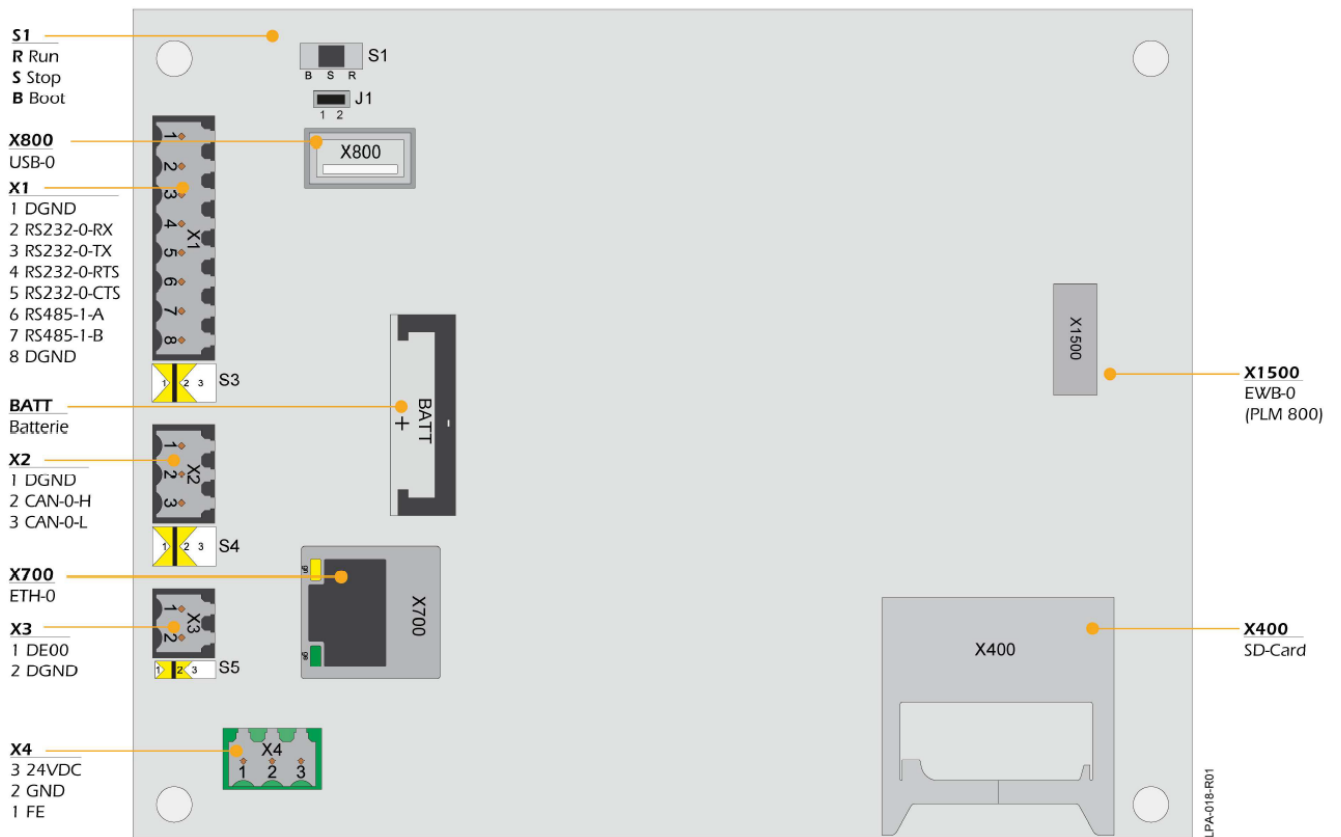 S1
R Run
S Stop
B Boot
X800
USB-0
X1
1 DGND
2 RS232-0-RX
3 RS232-0-TX
4 RS232-0-RTS
5 RS232-0-CTS
6 RS485-1-A
7 RS485-1-B
8 DGND
BATT
Batterie
X2
1 DGND
2 CAN-0-H
3 CAN-0-L
X700
ETH-0
X3
1 DE00
2 DGND
X4
3 24VDC
2 GND
1 FE
S1
B S R
J1
1 2
X800
1
2
3
4
5
6
7
8
X1
1 2 3
S3
BATT
+ -
1
2
3
X2
1 2 3
S4
X700
1
2
X3
1 2 3
S5
X4
1 2 3
X1500
X400
X1500
EWB-0
(PLM 800)
X400
SD-Card
LPA-018-R01